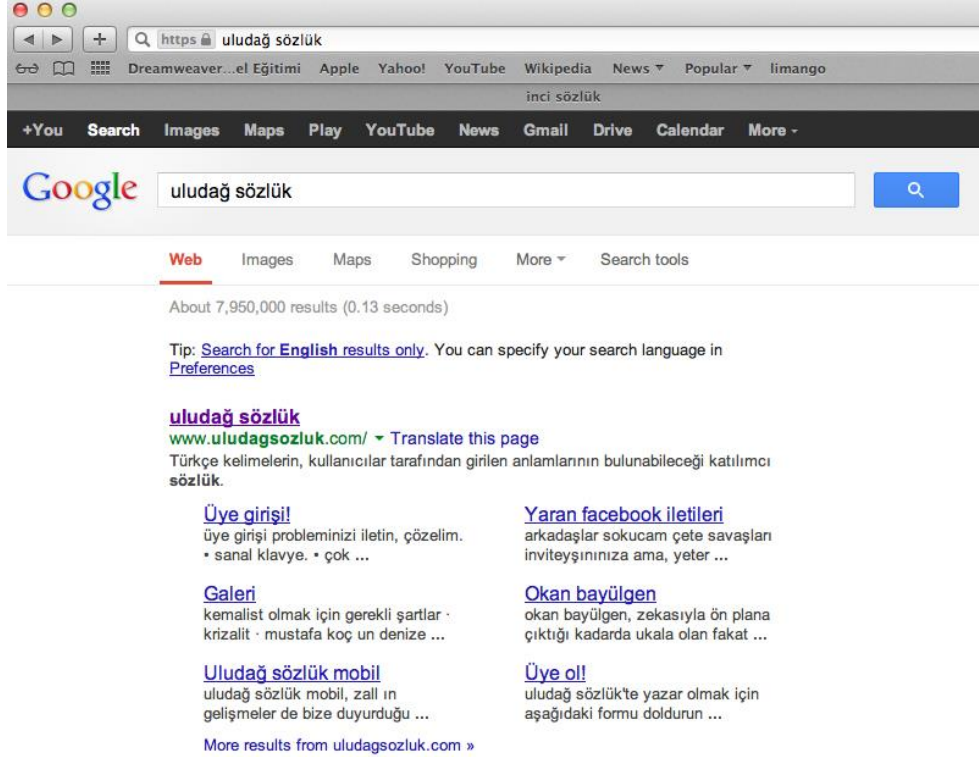 https uludağ sözlük
Dreamweaver...el Eğitimi Apple Yahoo! YouTube Wikipedia News Popular limango
inci sözlük
+You Search Images Maps Play YouTube News Gmail Drive Calendar More
Google uludağ sözlük
Web Images Maps Shopping More Search tools
About 7,950,000 results (0.13 seconds)
Tip: Search for English results only. You can specify your search language in
Preferences
uludağ sözlük
www.uludagsozluk.com/ Translate this page
Türkçe kelimelerin, kullanıcılar tarafından girilen anlamlarının bulunabileceği katılımcı
sözlük.
Üye girişi!
üye girişi probleminizi iletin, çözelim.
• sanal klavye. • çok ...
Yaran facebook iletileri
arkadaşlar sokucam çete savaşları
inviteyşınınıza ama, yeter ...
Galeri
kemalist olmak için gerekli şartlar ·
krizalit · mustafa koç un denize ...
Okan bayülgen
okan bayülgen, zekasıyla ön plana
çıktığı kadarda ukala olan fakat ...
Uludağ sözlük mobil
uludağ sözlük mobil, zall ın
gelişmeler de bize duyurduğu ...
Üye ol!
uludağ sözlük'te yazar olmak için
aşağıdaki formu doldurun ...
More results from uludagsozluk.com »